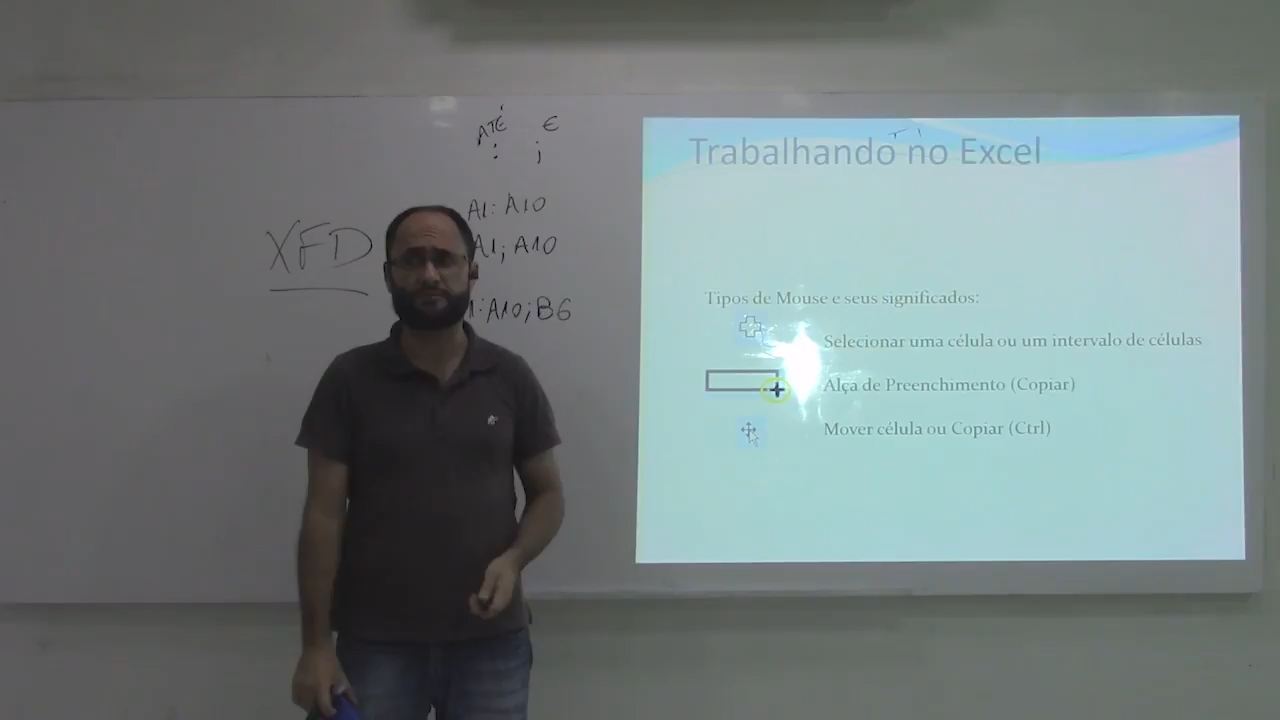 ATÉ E
: ;
A1:A10
A1;A10
1:A10;B6
XFD
Trabalhando no Excel
Tipos de Mouse e seus significados:
Selecionar uma célula ou um intervalo de células
Alça de Preenchimento (Copiar)
Mover célula ou Copiar (Ctrl)